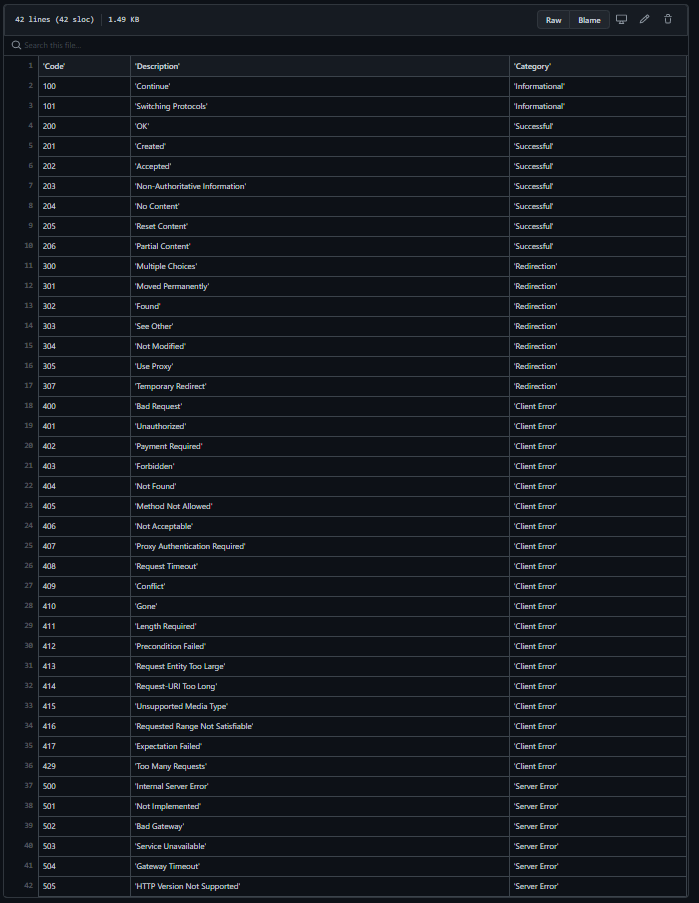 42 lines (42 sloc) 1.49 KB Raw Blame
Search this file...
1 'Code' 'Description' 'Category'
2 100 'Continue' 'Informational'
3 101 'Switching Protocols' 'Informational'
4 200 'OK' 'Successful'
5 201 'Created' 'Successful'
6 202 'Accepted' 'Successful'
7 203 'Non-Authoritative Information' 'Successful'
8 204 'No Content' 'Successful'
9 205 'Reset Content' 'Successful'
10 206 'Partial Content' 'Successful'
11 300 'Multiple Choices' 'Redirection'
12 301 'Moved Permanently' 'Redirection'
13 302 'Found' 'Redirection'
14 303 'See Other' 'Redirection'
15 304 'Not Modified' 'Redirection'
16 305 'Use Proxy' 'Redirection'
17 307 'Temporary Redirect' 'Redirection'
18 400 'Bad Request' 'Client Error'
19 401 'Unauthorized' 'Client Error'
20 402 'Payment Required' 'Client Error'
21 403 'Forbidden' 'Client Error'
22 404 'Not Found' 'Client Error'
23 405 'Method Not Allowed' 'Client Error'
24 406 'Not Acceptable' 'Client Error'
25 407 'Proxy Authentication Required' 'Client Error'
26 408 'Request Timeout' 'Client Error'
27 409 'Conflict' 'Client Error'
28 410 'Gone' 'Client Error'
29 411 'Length Required' 'Client Error'
30 412 'Precondition Failed' 'Client Error'
31 413 'Request Entity Too Large' 'Client Error'
32 414 'Request-URI Too Long' 'Client Error'
33 415 'Unsupported Media Type' 'Client Error'
34 416 'Requested Range Not Satisfiable' 'Client Error'
35 417 'Expectation Failed' 'Client Error'
36 429 'Too Many Requests' 'Client Error'
37 500 'Internal Server Error' 'Server Error'
38 501 'Not Implemented' 'Server Error'
39 502 'Bad Gateway' 'Server Error'
40 503 'Service Unavailable' 'Server Error'
41 504 'Gateway Timeout' 'Server Error'
42 505 'HTTP Version Not Supported' 'Server Error'